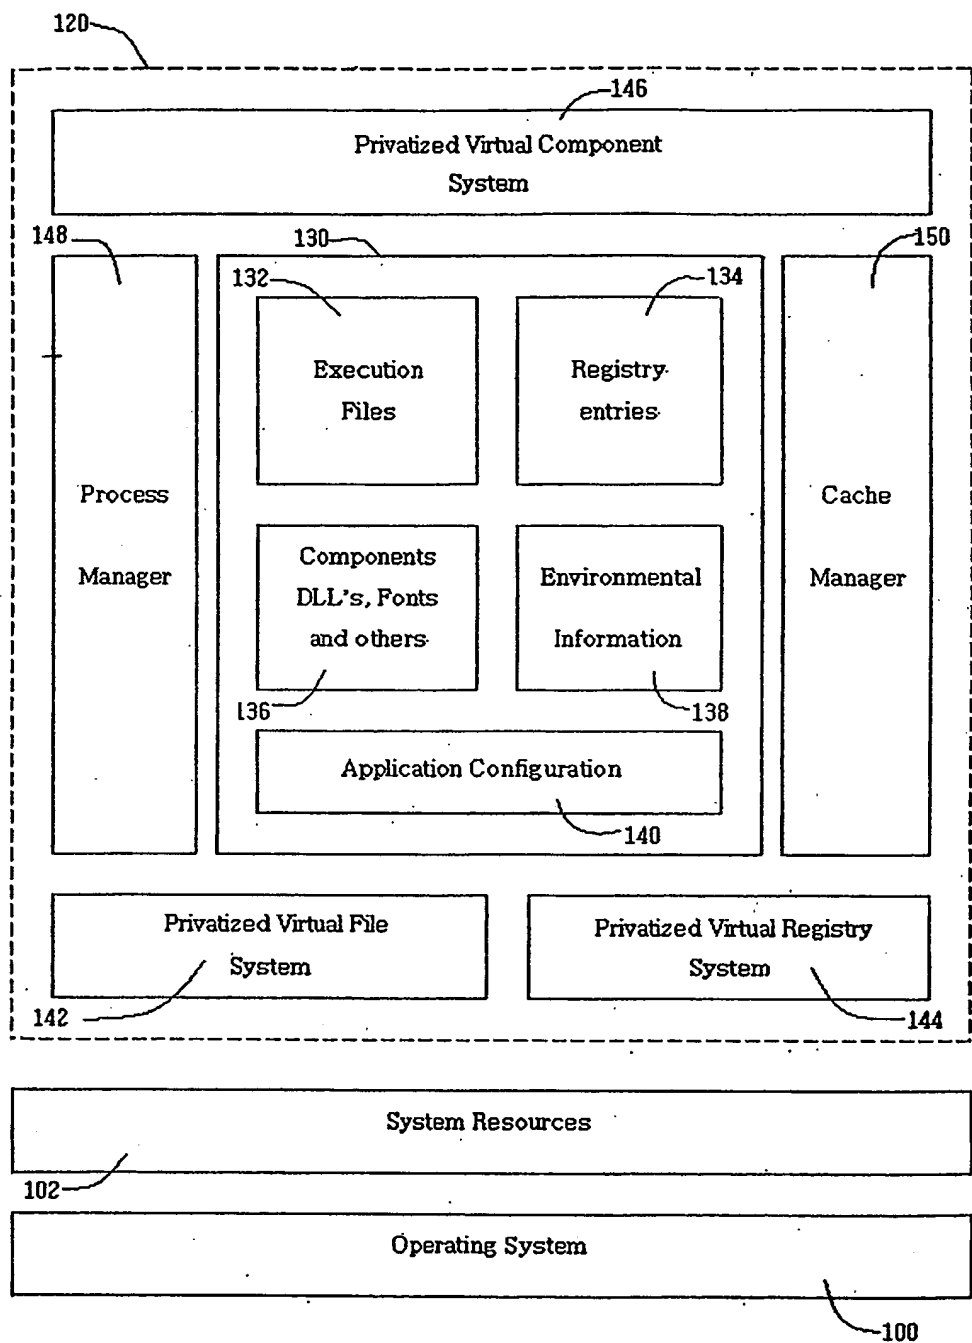 120
146
Privatized Virtual Component
System
148
130
150
132
134
Execution
Files
Registry
entries
Process
Manager
Cache
Manager
Components
DLL's, Fonts
and others
Environmental
Information
136
138
Application Configuration
140
Privatized Virtual File
System
Privatized Virtual Registry
System
142
144
System Resources
102
Operating System
100